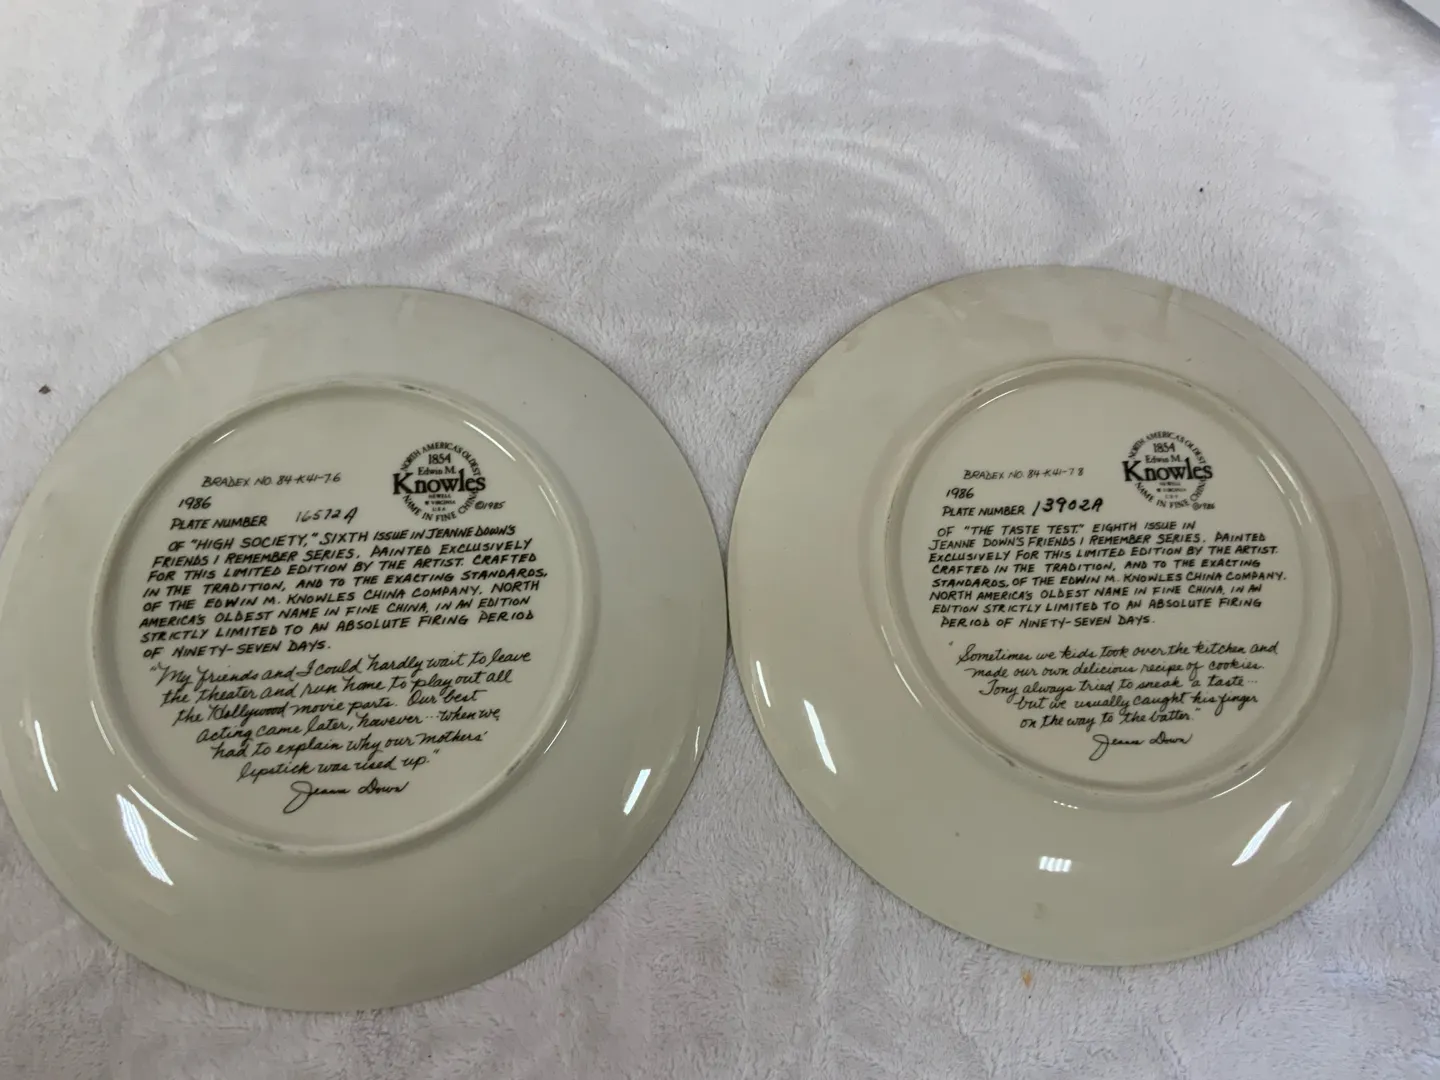 BRADEX NO. 84-K41-7.6
NORTH AMERICA'S OLDEST
1854
Edwin M.
Knowles
NEWELL
W. VIRGINIA
U.S.A.
NAME IN FINE CHINA
©1985
1986
PLATE NUMBER 16572A
OF "HIGH SOCIETY," SIXTH ISSUE IN JEANNE DOWN'S
FRIENDS I REMEMBER SERIES. PAINTED EXCLUSIVELY
FOR THIS LIMITED EDITION BY THE ARTIST. CRAFTED
IN THE TRADITION, AND TO THE EXACTING STANDARDS,
OF THE EDWIN M. KNOWLES CHINA COMPANY. NORTH
AMERICA'S OLDEST NAME IN FINE CHINA, IN AN EDITION
STRICTLY LIMITED TO AN ABSOLUTE FIRING PERIOD
OF NINETY-SEVEN DAYS.
"My friends and I could hardly wait to leave
the theater and run home to play out all
the Hollywood movie parts. Our best
acting came later, however... when we
had to explain why our mothers'
lipstick was used up."
Jeanne Down
BRADEX NO. 84-K41-7.8
NORTH AMERICA'S OLDEST
1854
Edwin M.
Knowles
NEWELL
W. VIRGINIA
U.S.A.
NAME IN FINE CHINA
1986
PLATE NUMBER 13902A
OF "THE TASTE TEST," EIGHTH ISSUE IN
JEANNE DOWN'S FRIENDS I REMEMBER SERIES. PAINTED
EXCLUSIVELY FOR THIS LIMITED EDITION BY THE ARTIST.
CRAFTED IN THE TRADITION, AND TO THE EXACTING
STANDARDS, OF THE EDWIN M. KNOWLES CHINA COMPANY.
NORTH AMERICA'S OLDEST NAME IN FINE CHINA, IN AN
EDITION STRICTLY LIMITED TO AN ABSOLUTE FIRING
PERIOD OF NINETY-SEVEN DAYS.
"Sometimes we kids took over the kitchen and
made our own delicious recipe of cookies.
Tony always tried to sneak a taste...
but we usually caught his finger
on the way to the batter."
Jeanne Down